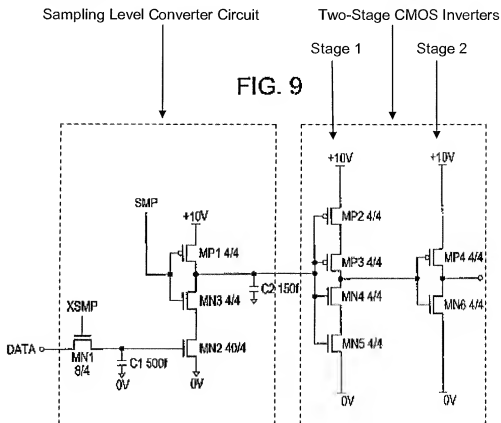 Sampling Level Converter Circuit
Two-Stage CMOS Inverters
Stage 1
Stage 2
FIG. 9
+10V
+10V
SMP
+10V
MP2 4/4
MP1 4/4
MP3 4/4
MP4 4/4
MN3 4/4
C2 150f
MN4 4/4
MN6 4/4
XSMP
DATA
MN1
8/4
C1 500f
0V
MN2 40/4
0V
MN5 4/4
0V
0V